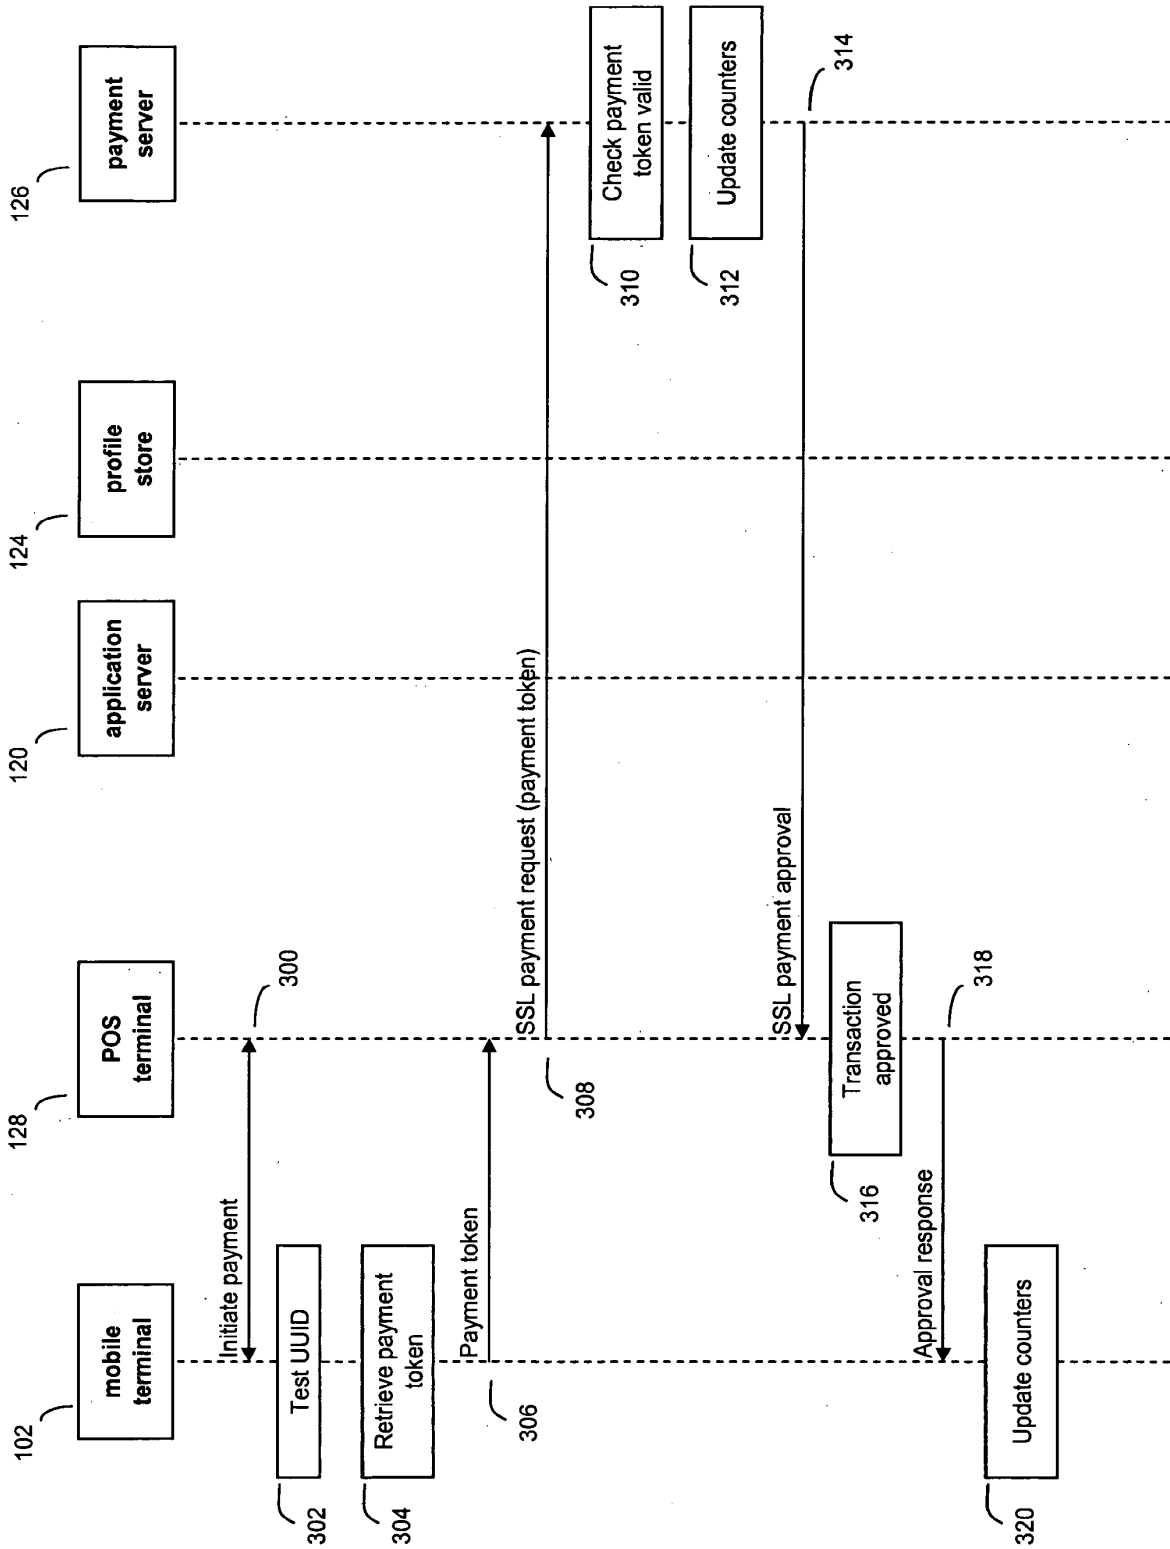 102
128
120
124
126
mobile
terminal
POS
terminal
application
server
profile
store
payment
server
Initiate payment
300
302
Test UUID
304
Retrieve payment
token
Payment token
306
SSL payment request (payment token)
308
310
Check payment
token valid
312
Update counters
SSL payment approval
314
316
Transaction
approved
Approval response
318
320
Update counters